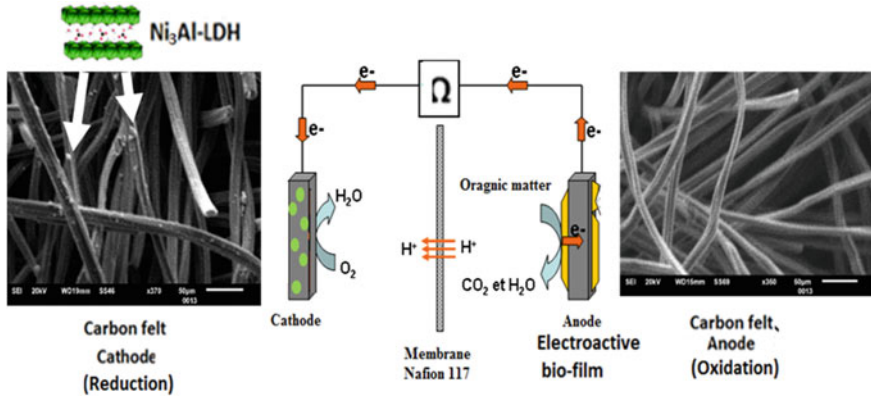 Ni₃Al-LDH
e-
e-
e-
Ω
e-
e-
SEI 20kV WD19mm SS46 x370 50µm
0013
H₂O
O₂
Cathode
H⁺
H⁺
Membrane
Nafion 117
Oragnic matter
e-
CO₂ et H₂O
Anode
Electroactive
bio-film
SEI 20kV WD15mm SS69 x360 50µm
0013
Carbon felt
Cathode
(Reduction)
Carbon felt、
Anode
(Oxidation)